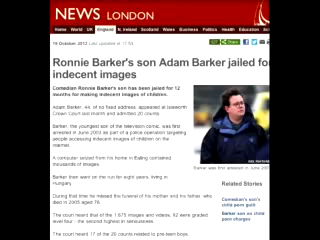 NEWS LONDON
Home World UK England N. Ireland Scotland Wales Business Politics Health
19 October 2012 Last updated at 17:54
Ronnie Barker's son Adam Barker jailed for
indecent images
Comedian Ronnie Barker's son has been jailed for 12
months for making indecent images of children.
Adam Barker, 44, of no fixed address, appeared at Isleworth
Crown Court last month and admitted 20 counts.
Barker, the youngest son of the television comic, was first
arrested in June 2003 as part of a police operation targeting
people accessing indecent images of children on the
internet.
A computer seized from his home in Ealing contained
thousands of images.
Barker then went on the run for eight years, living in
Hungary.
During that time he missed the funeral of his mother and his father who
died in 2005 aged 76.
The court heard that of the 1,675 images and videos, 62 were graded
level four - the second highest in seriousness.
The court heard 17 of the 20 counts related to pre-teen boys.
Barker was first arrested in June 2003
Related Stories
Comedian's son's
child porn guilt
Barker son on child
porn charges